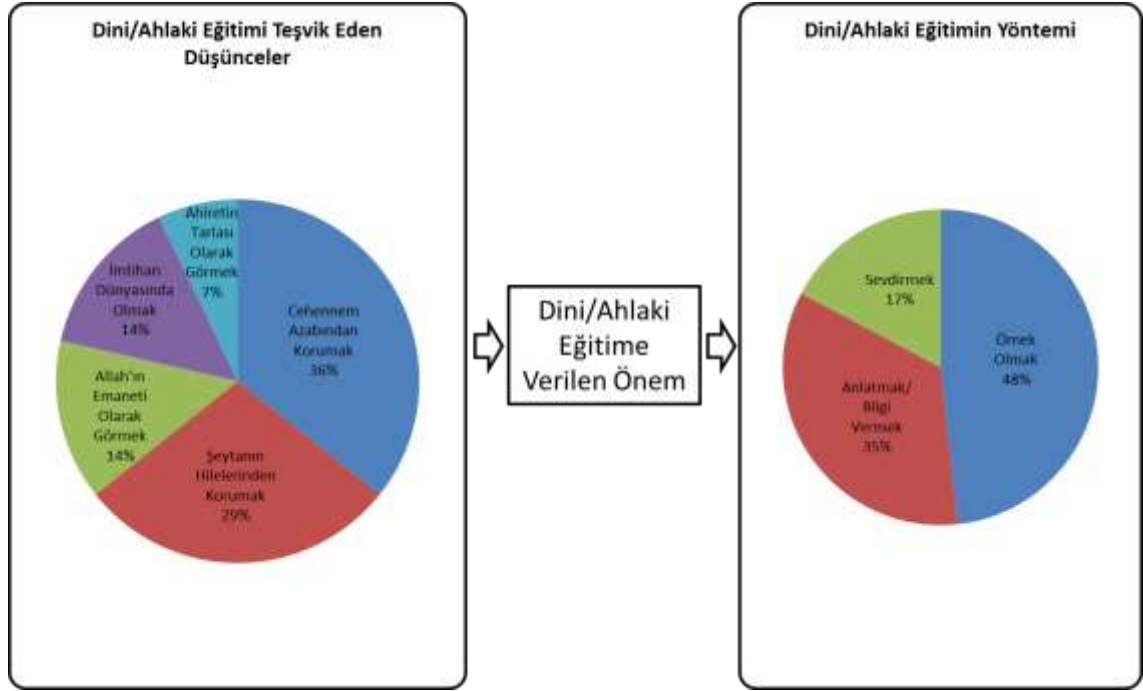 Dini/Ahlaki Eğitimi Teşvik Eden
Düşünceler
Ahiretin
Tarlası
Olarak
Görmek
7%
İmtihan
Dünyasında
Olmak
14%
Cehennem
Azabından
Korumak
36%
Allah'ın
Emaneti
Olarak
Görmek
14%
Şeytanın
Hilelerinden
Korumak
29%
Dini/Ahlaki
Eğitime
Verilen Önem
Dini/Ahlaki Eğitimin Yöntemi
Sevdirmek
17%
Örnek
Olmak
48%
Anlatmak/
Bilgi
Vermek
35%